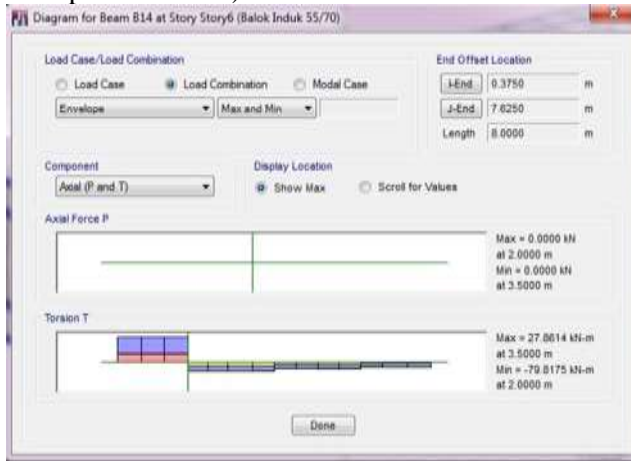 Diagram for Beam B14 at Story Story6 (Balok Induk 55/70)
Load Case/Load Combination
Load Case Load Combination Modal Case
Envelope Max and Min
End Offset Location
I-End 0.3750 m
J-End 7.6250 m
Length 8.0000 m
Component
Axial (P and T)
Display Location
Show Max Scroll for Values
Axial Force P
Max = 0.0000 kN
at 2.0000 m
Min = 0.0000 kN
at 3.5000 m
Torsion T
Max = 27.8614 kN-m
at 3.5000 m
Min = -79.8175 kN-m
at 2.0000 m
Done